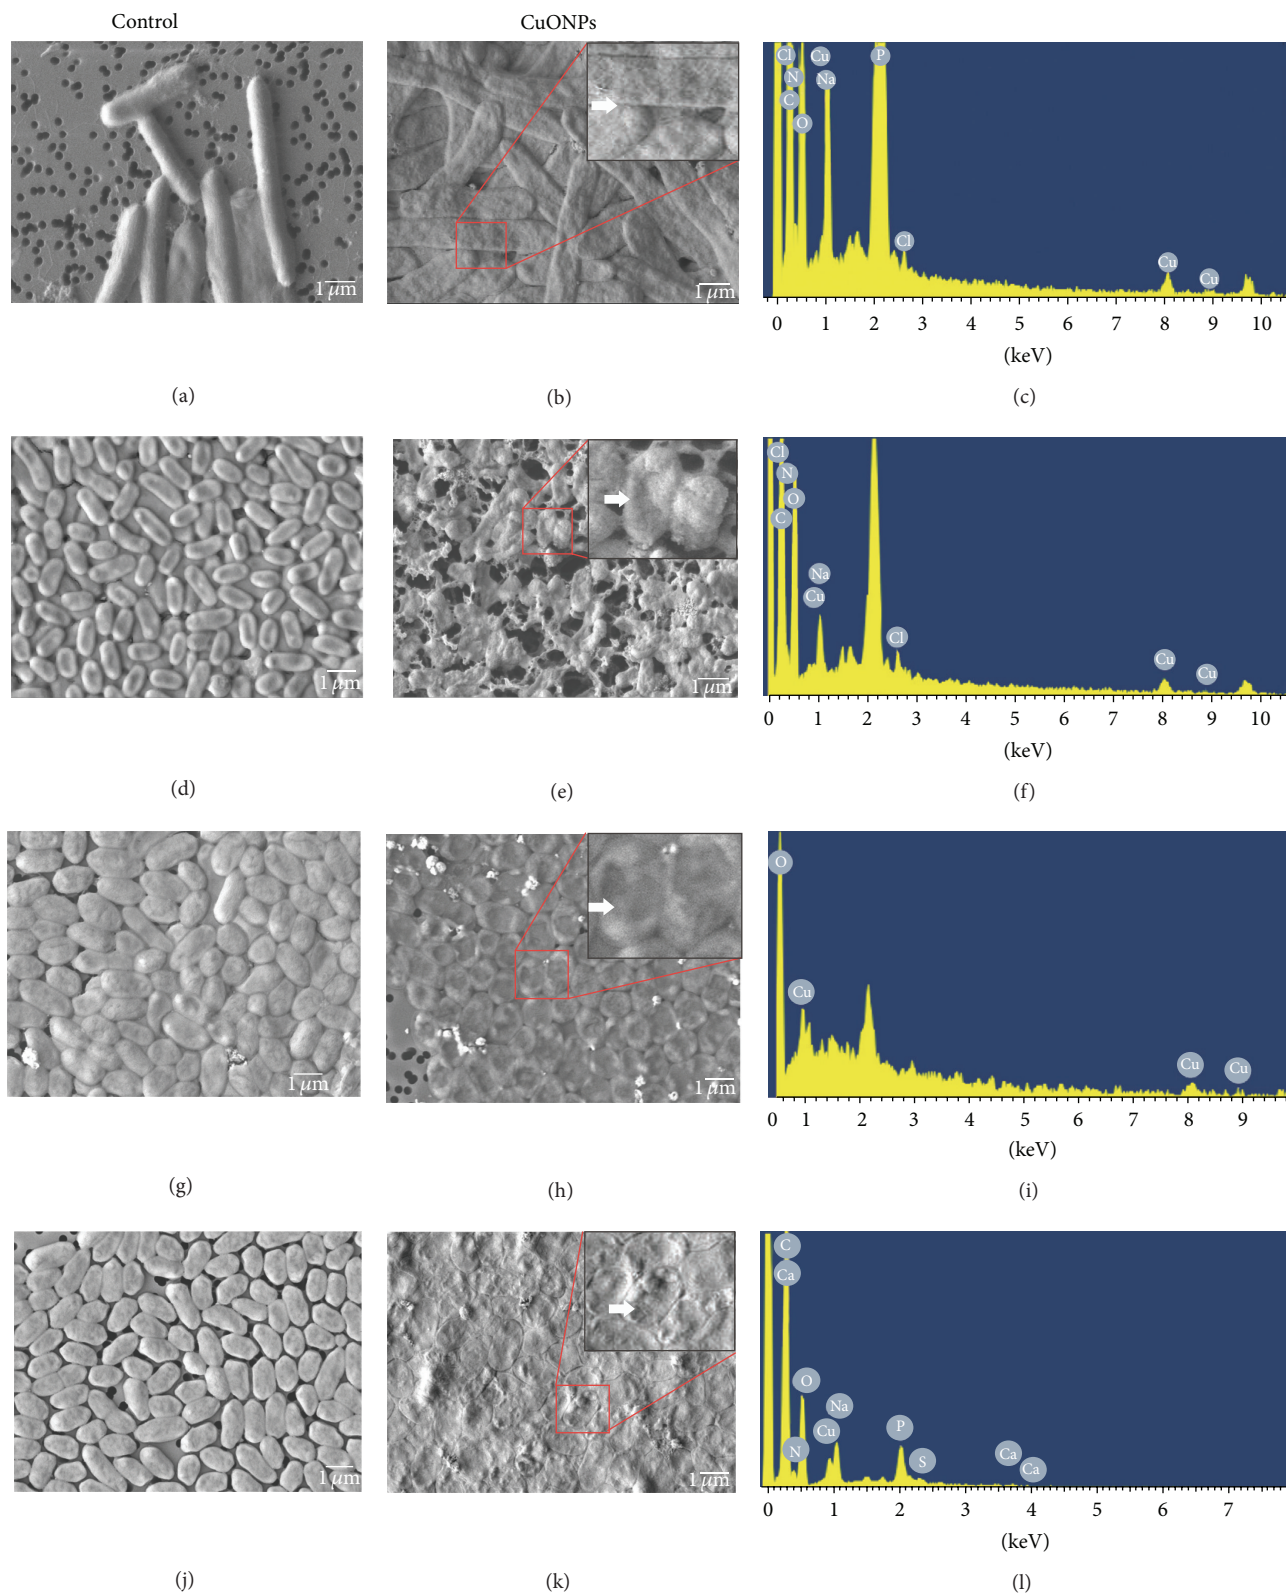 Control
CuONPs
1 μm
1 μm
Cl
Cu
P
N
Na
C
O
Cl
Cu
Cu
0 1 2 3 4 5 6 7 8 9 10
(keV)
(a)
(b)
(c)
1 μm
1 μm
Cl
N
O
C
Na
Cu
Cl
Cu
Cu
0 1 2 3 4 5 6 7 8 9 10
(keV)
(d)
(e)
(f)
1 μm
1 μm
O
Cu
Cu
Cu
0 1 2 3 4 5 6 7 8 9
(keV)
(g)
(h)
(i)
1 μm
1 μm
C
Ca
O
Na
Cu
N
P
S
Ca
Ca
0 1 2 3 4 5 6 7
(keV)
(j)
(k)
(l)